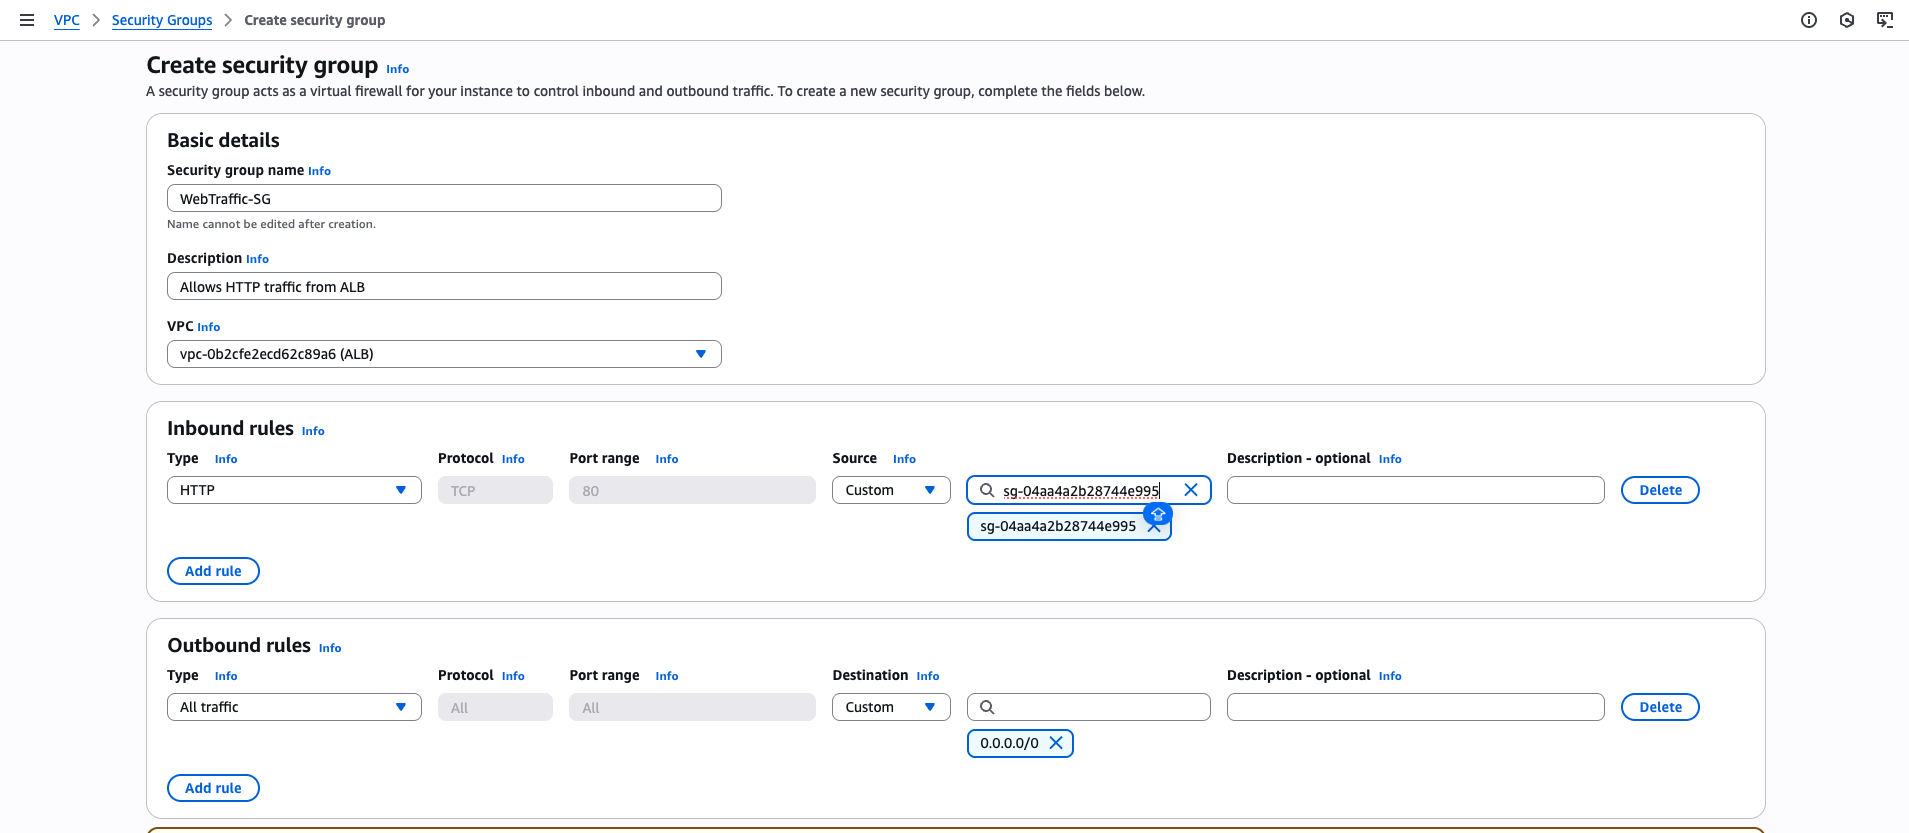 VPC > Security Groups > Create security group
Create security group Info
A security group acts as a virtual firewall for your instance to control inbound and outbound traffic. To create a new security group, complete the fields below.
Basic details
Security group name Info
WebTraffic-SG
Name cannot be edited after creation.
Description Info
Allows HTTP traffic from ALB
VPC Info
vpc-0b2cfe2ecd62c89a6 (ALB)
Inbound rules Info
Type Info Protocol Info Port range Info Source Info Description - optional Info
HTTP TCP 80 Custom sg-04aa4a2b28744e995 Delete
sg-04aa4a2b28744e995
Add rule
Outbound rules Info
Type Info Protocol Info Port range Info Destination Info Description - optional Info
All traffic All All Custom Delete
0.0.0.0/0
Add rule